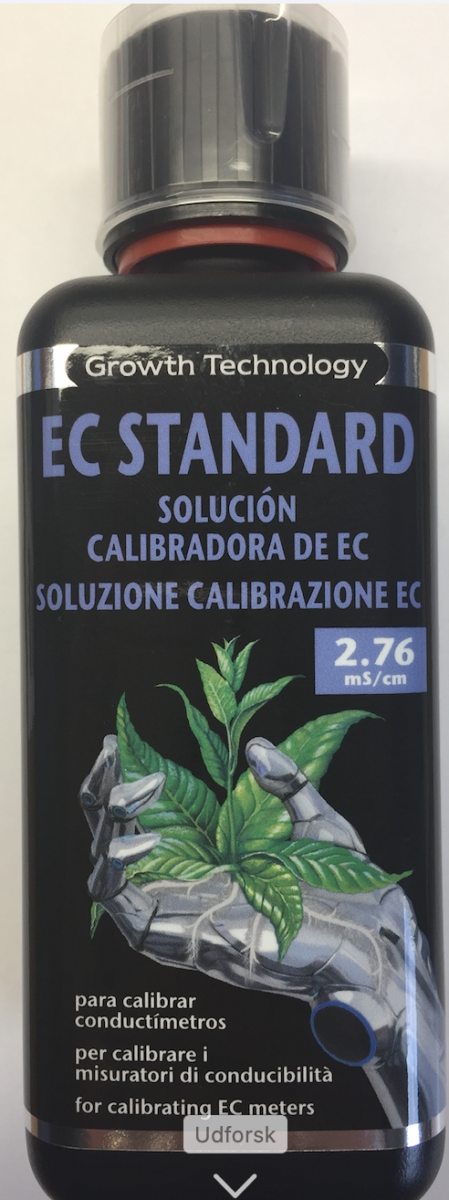 Growth Technology
EC STANDARD
SOLUCIÓN
CALIBRADORA DE EC
SOLUZIONE CALIBRAZIONE EC
2.76
mS/cm
para calibrar
conductímetros
per calibrare i
misuratori di conducibilità
for calibrating EC meters
Udforsk